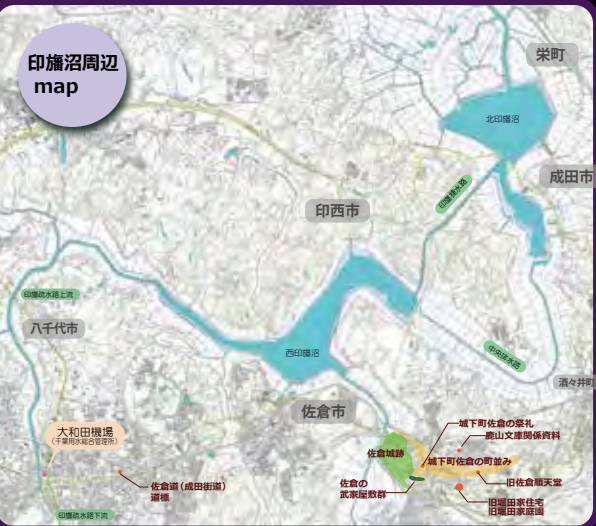 印旛沼周辺
map
栄町
北印旛沼
成田市
印旛捷水路
印西市
印旛疏水路上流
八千代市
西印旛沼
中央排水路
酒々井町
佐倉市
大和田機場
(千葉用水総合管理所)
佐倉道(成田街道)
道標
印旛疏水路下流
佐倉城跡
城下町佐倉の祭礼
鹿山文庫関係資料
城下町佐倉の町並み
佐倉の
武家屋敷群
旧佐倉順天堂
旧堀田家住宅
旧堀田家庭園